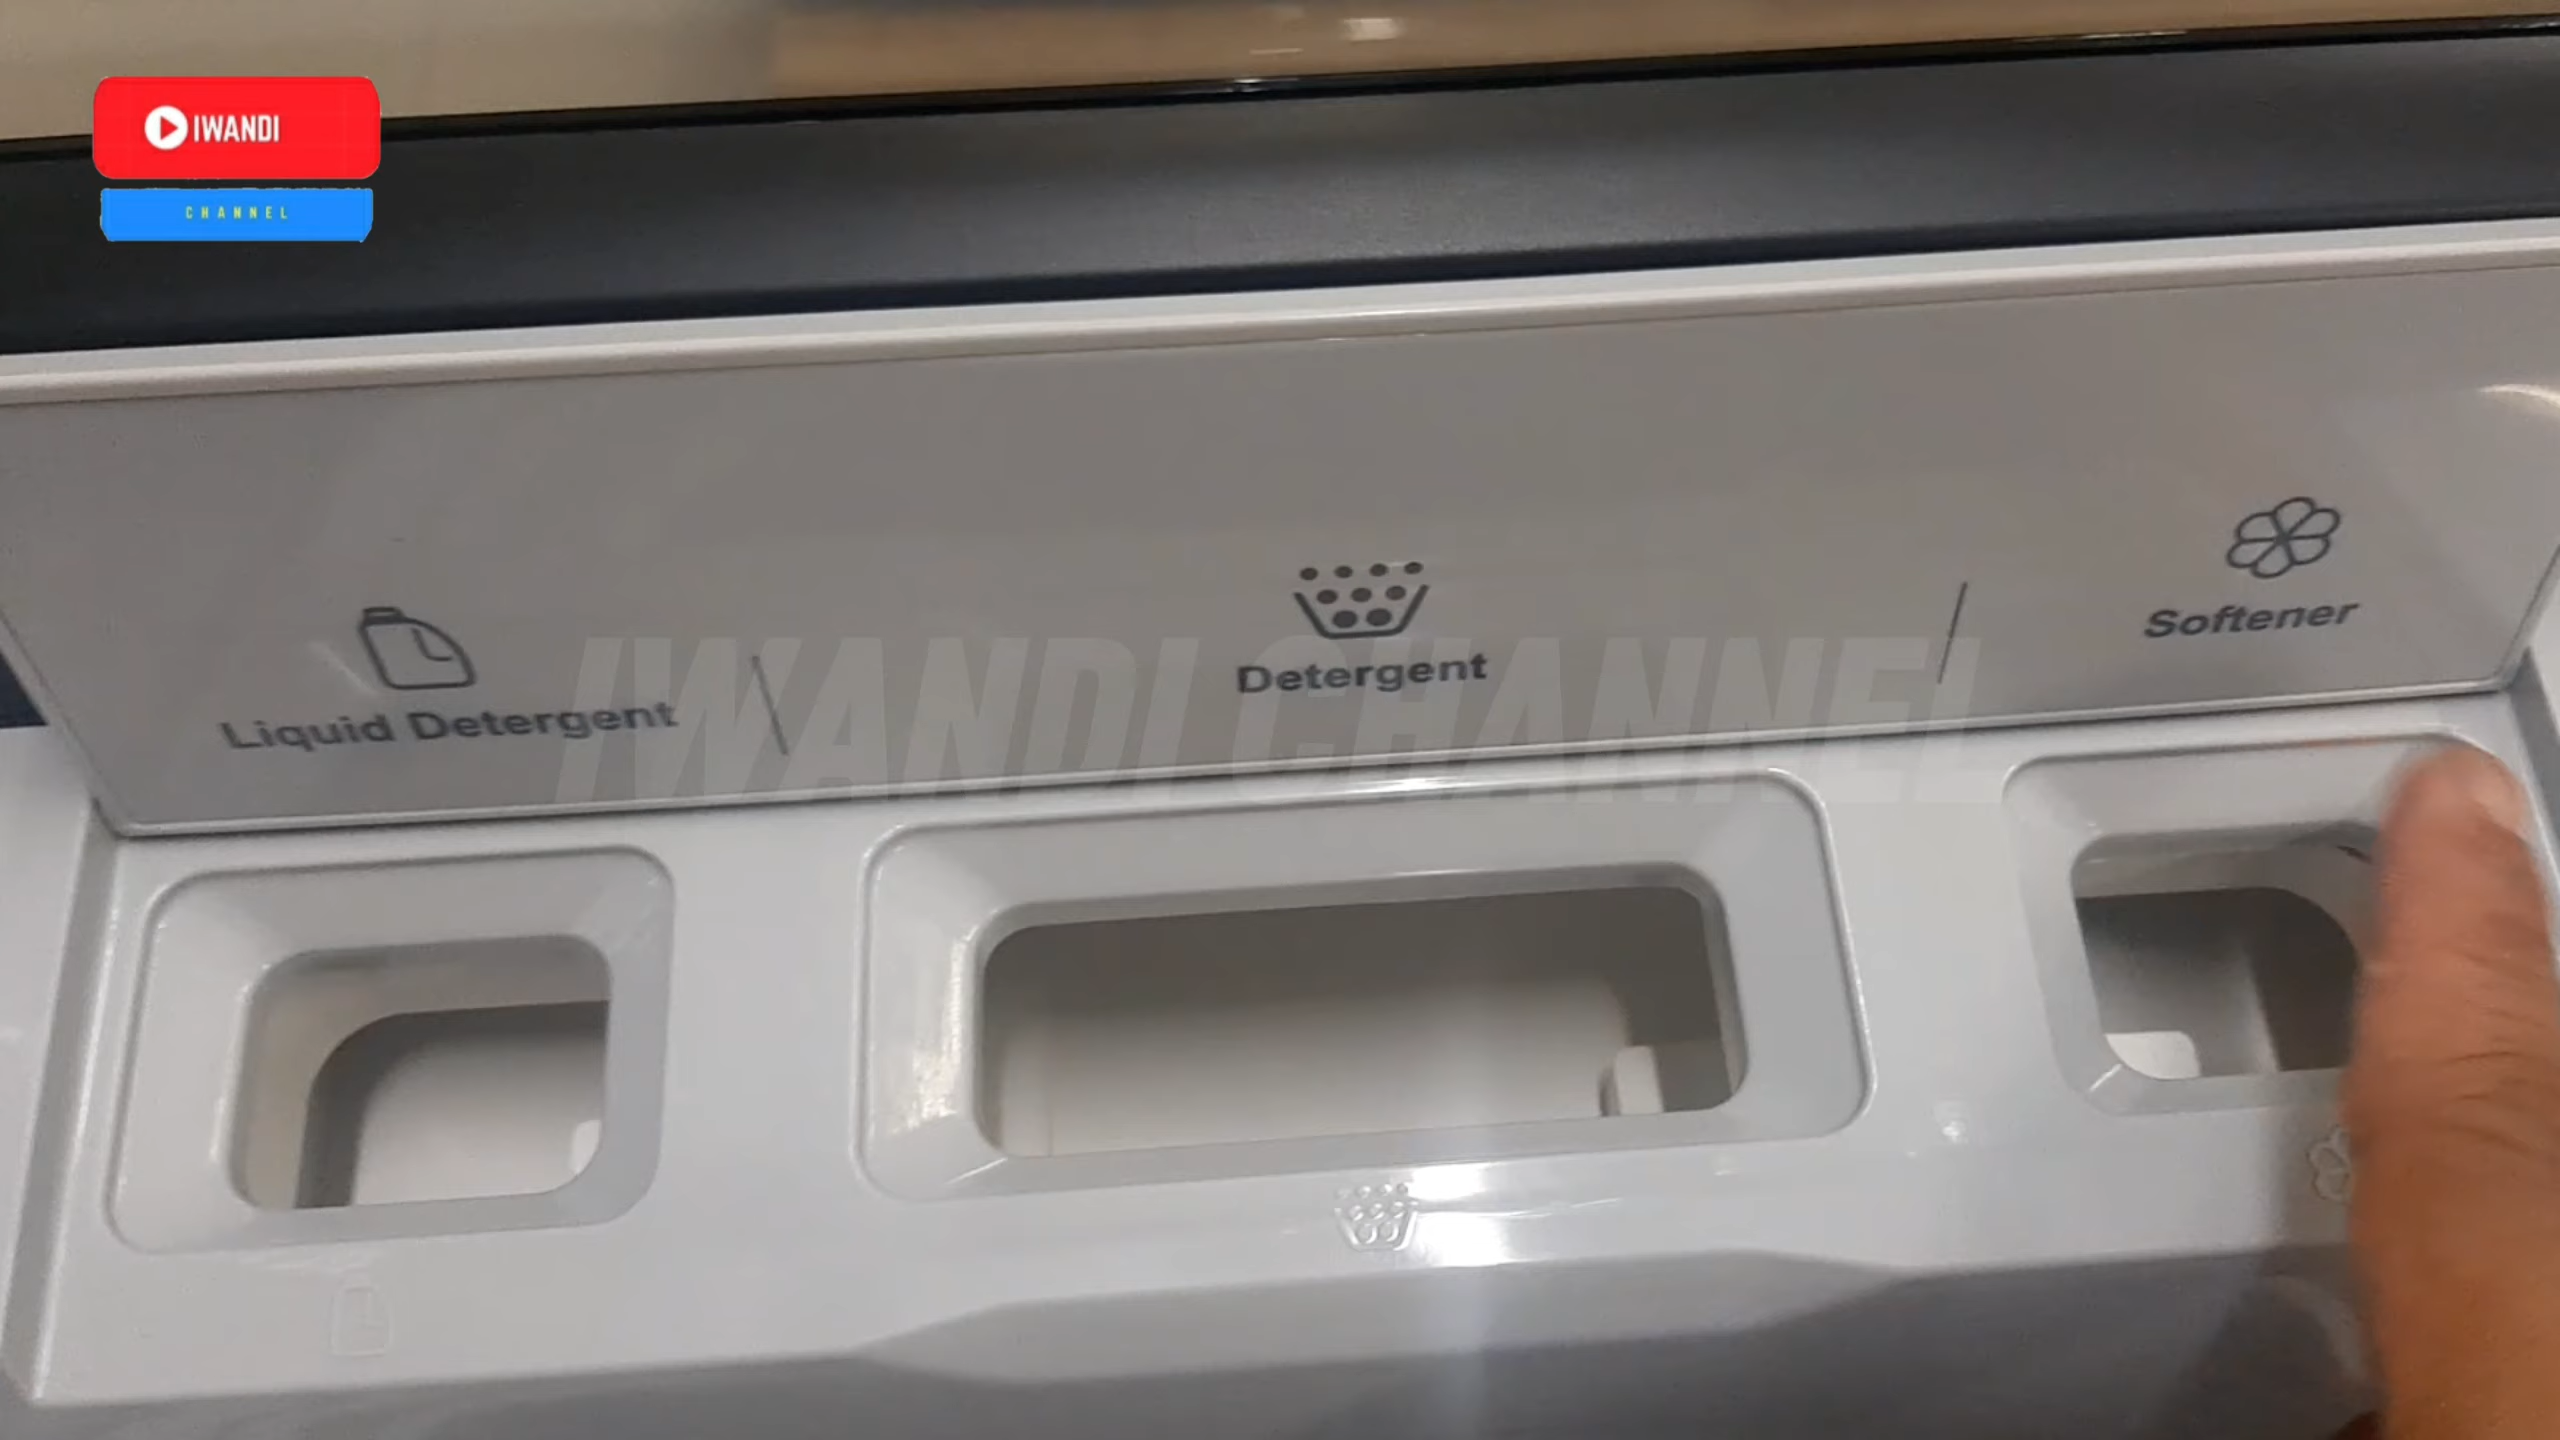 IWANDI
CHANNEL
Liquid Detergent
Detergent
Softener
IWANDI CHANNEL